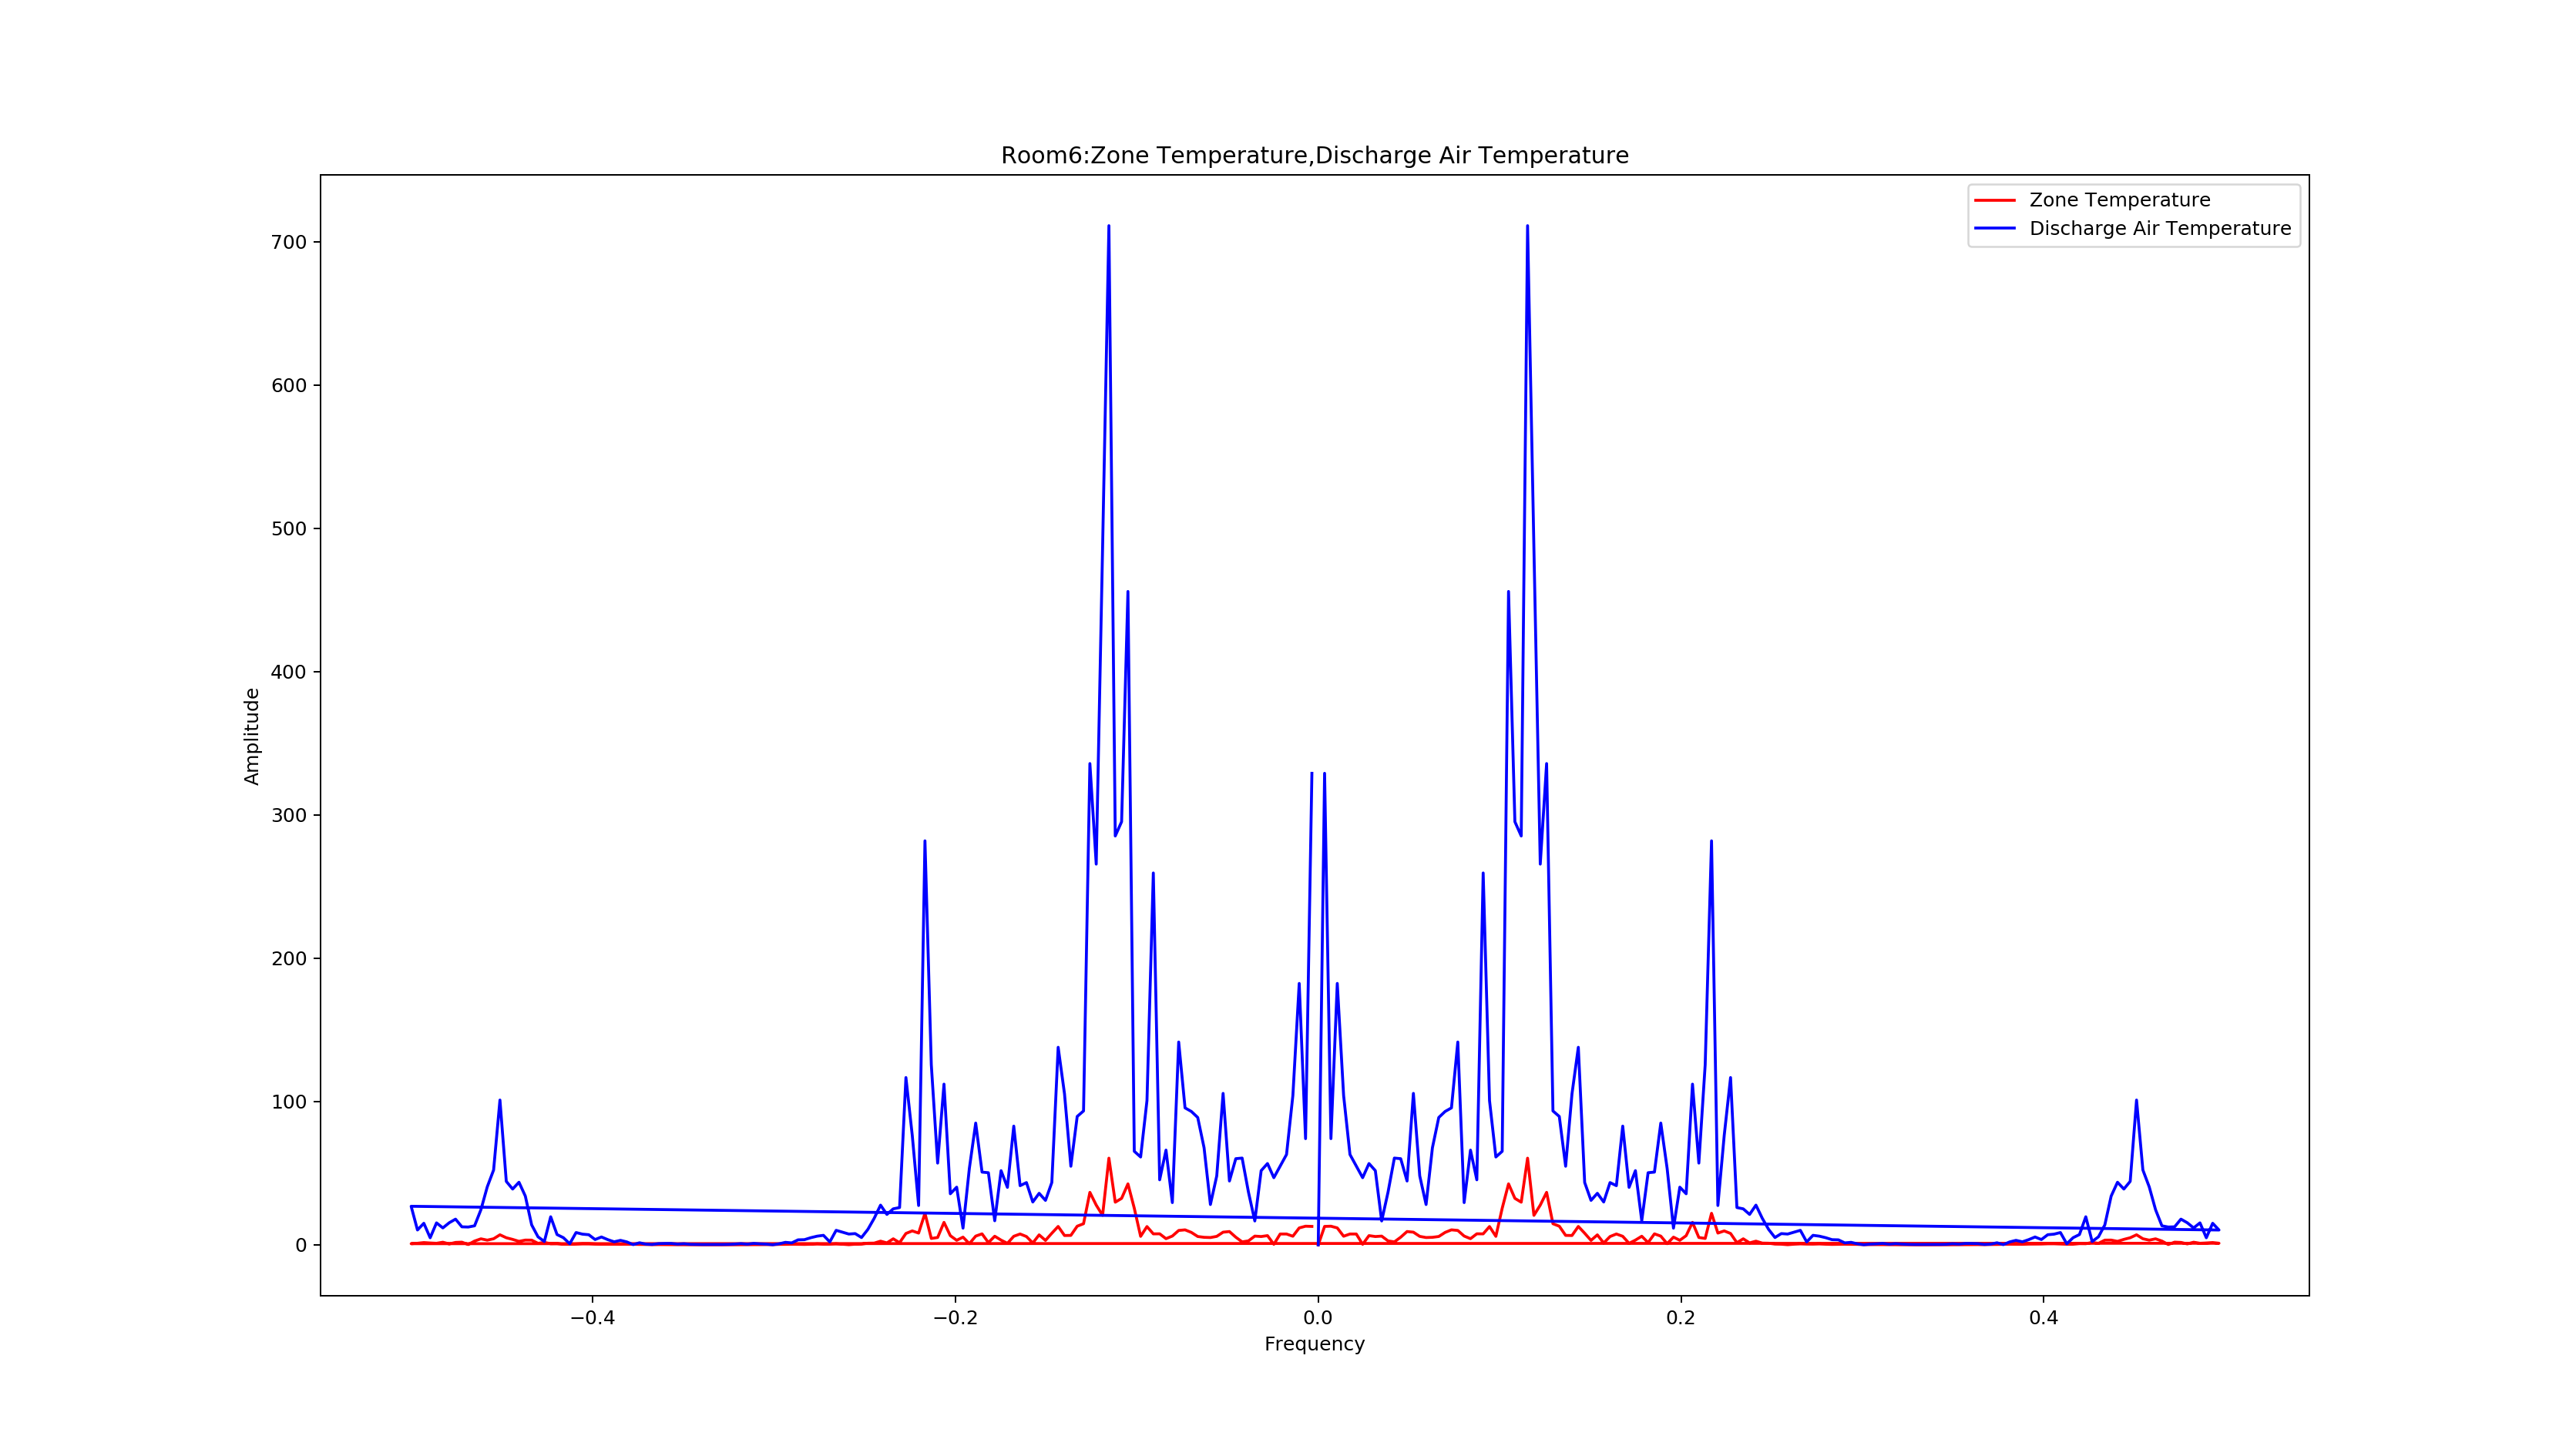 Room6:Zone Temperature,Discharge Air Temperature
Zone Temperature
Discharge Air Temperature
700
600
500
400
300
200
100
0
Amplitude
−0.4
−0.2
0.0
0.2
0.4
Frequency